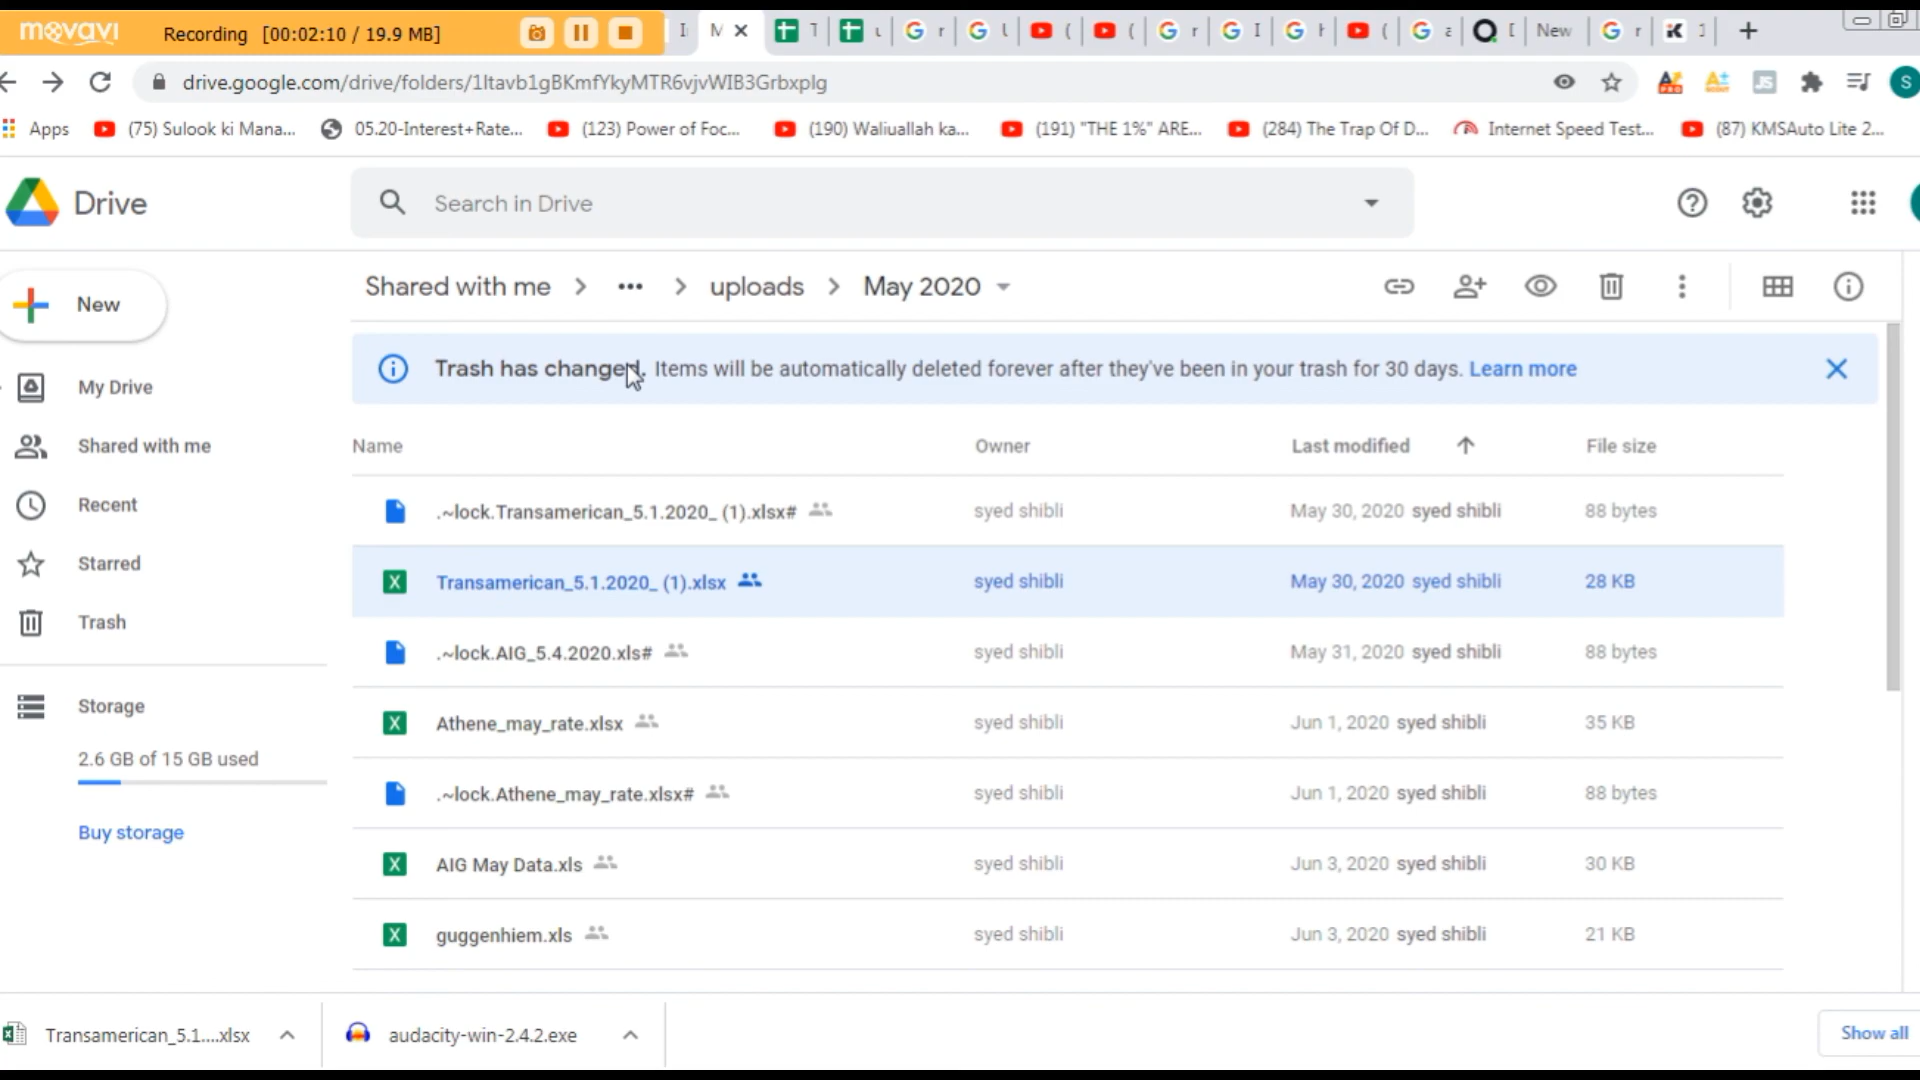 movavi Recording [00:02:10 / 19.9 MB] New
drive.google.com/drive/folders/1ltavb1gBKmfYkyMTR6vjvWIB3GrbxpIg
Apps (75) Sulook ki Mana... 05.20-Interest+Rate... (123) Power of Foc... (190) Waliuallah ka... (191) "THE 1%" ARE... (284) The Trap Of D... Internet Speed Test... (87) KMSAuto Lite 2...
Drive Search in Drive
New
Shared with me > ... > uploads > May 2020
Trash has changed. Items will be automatically deleted forever after they've been in your trash for 30 days. Learn more
My Drive
Shared with me
Recent
Starred
Trash
Storage
2.6 GB of 15 GB used
Buy storage
Name Owner Last modified File size
.~lock.Transamerican_5.1.2020_ (1).xlsx# syed shibli May 30, 2020 syed shibli 88 bytes
Transamerican_5.1.2020_ (1).xlsx syed shibli May 30, 2020 syed shibli 28 KB
.~lock.AIG_5.4.2020.xls# syed shibli May 31, 2020 syed shibli 88 bytes
Athene_may_rate.xlsx syed shibli Jun 1, 2020 syed shibli 35 KB
.~lock.Athene_may_rate.xlsx# syed shibli Jun 1, 2020 syed shibli 88 bytes
AIG May Data.xls syed shibli Jun 3, 2020 syed shibli 30 KB
guggenhiem.xls syed shibli Jun 3, 2020 syed shibli 21 KB
Transamerican_5.1....xlsx audacity-win-2.4.2.exe Show all